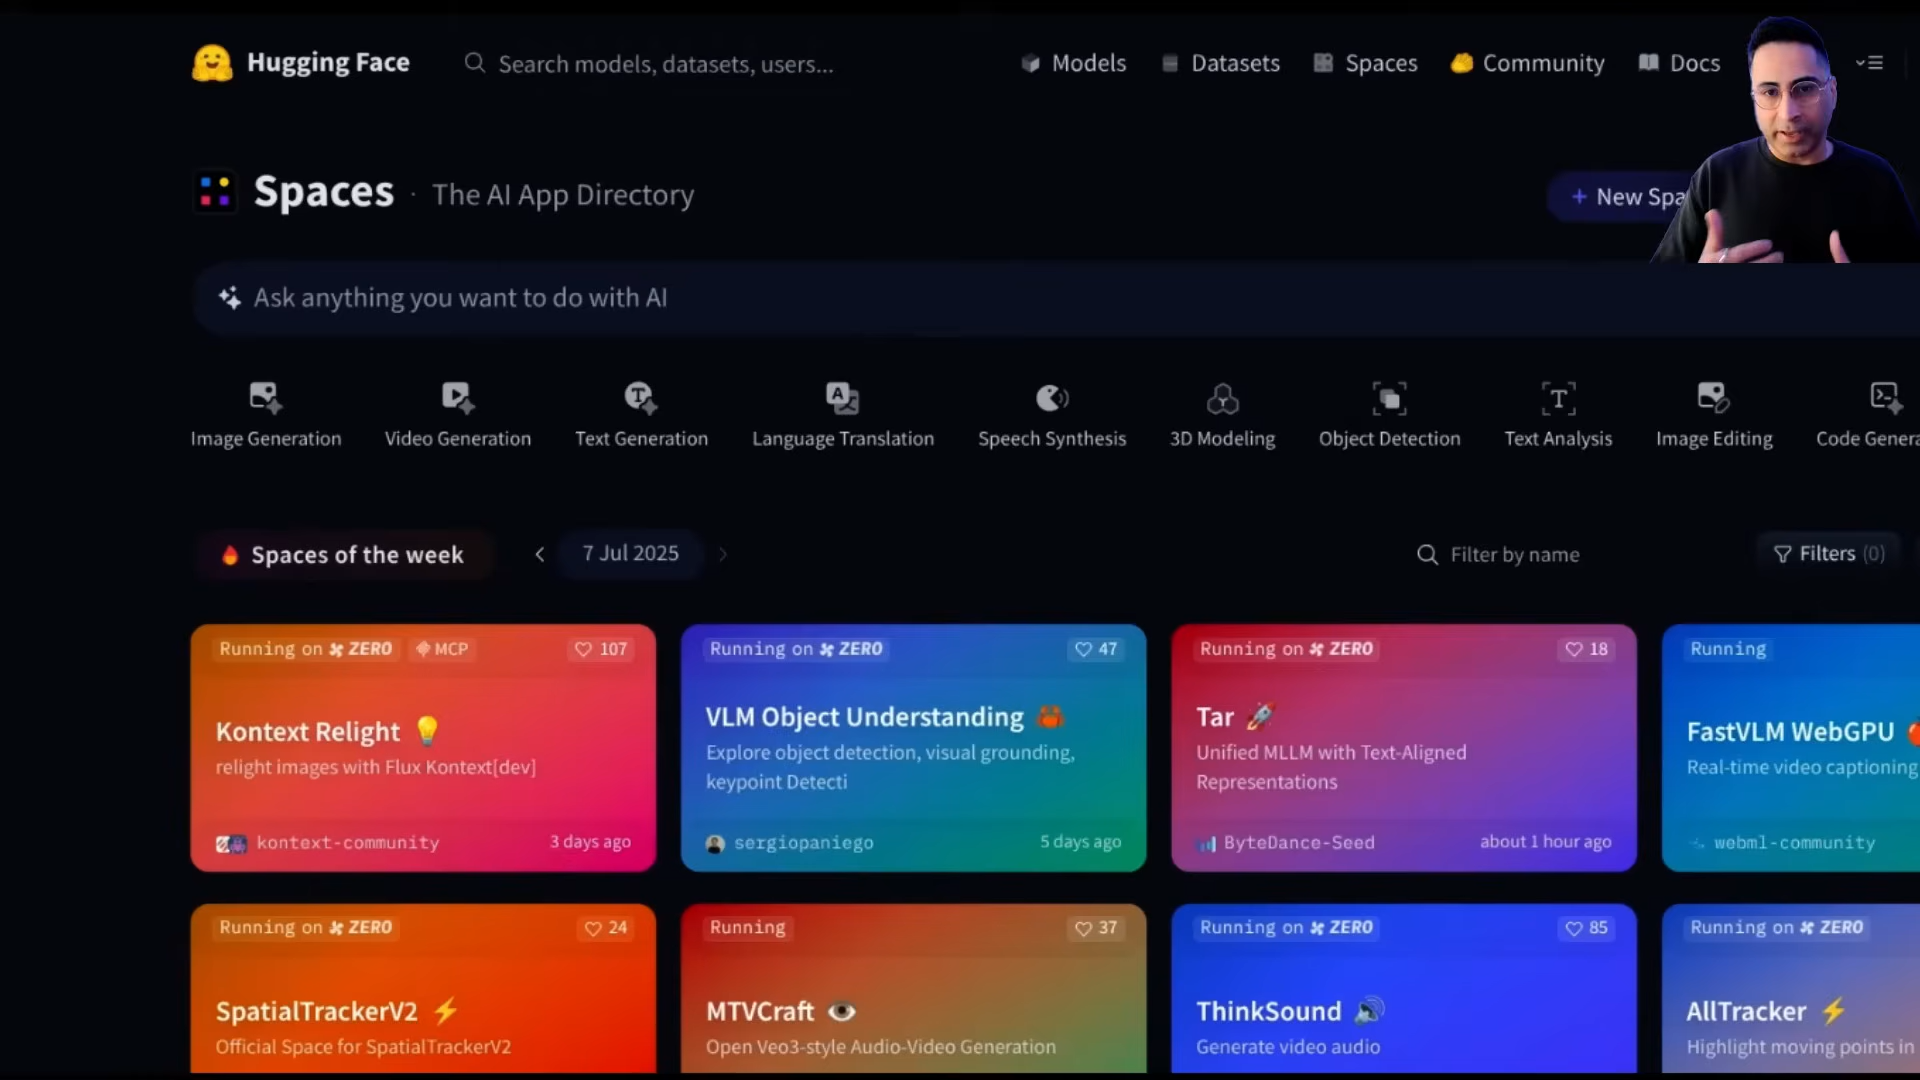 Hugging Face
Search models, datasets, users...
Models
Datasets
Spaces
Community
Docs
Spaces · The AI App Directory
+ New Spa
Ask anything you want to do with AI
Image Generation
Video Generation
Text Generation
Language Translation
Speech Synthesis
3D Modeling
Object Detection
Text Analysis
Image Editing
Code Genera
Spaces of the week
7 Jul 2025
Filter by name
Filters (0)
Running on ZERO
MCP
107
Kontext Relight
relight images with Flux Kontext[dev]
kontext-community
3 days ago
Running on ZERO
47
VLM Object Understanding
Explore object detection, visual grounding,
keypoint Detecti
sergiopaniego
5 days ago
Running on ZERO
18
Tar
Unified MLLM with Text-Aligned
Representations
ByteDance-Seed
about 1 hour ago
Running
FastVLM WebGPU
Real-time video captioning
webml-community
Running on ZERO
24
SpatialTrackerV2
Official Space for SpatialTrackerV2
Running
37
MTVCraft
Open Veo3-style Audio-Video Generation
Running on ZERO
85
ThinkSound
Generate video audio
Running on ZERO
AllTracker
Highlight moving points in